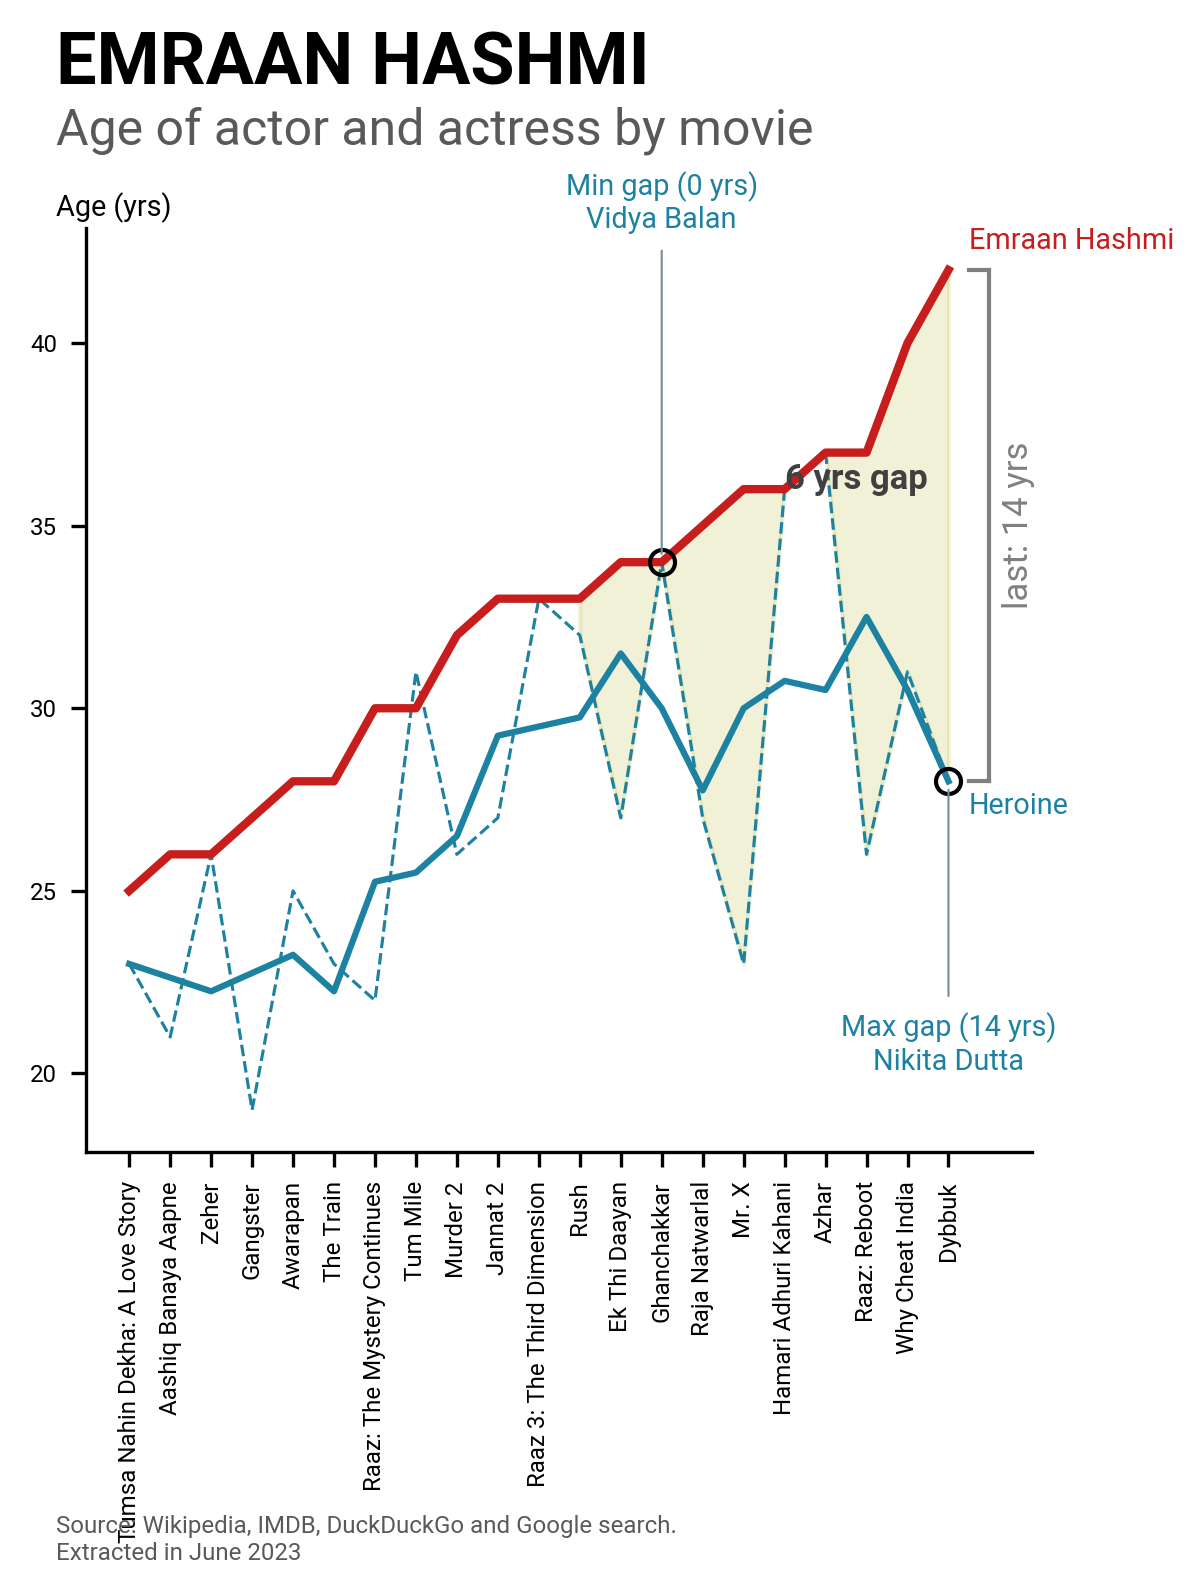 EMRAAN HASHMI
Age of actor and actress by movie
Min gap (0 yrs)
Vidya Balan
Age (yrs)
Emraan Hashmi
40
6 yrs gap
last: 14 yrs
35
30
Heroine
25
Max gap (14 yrs)
Nikita Dutta
20
Tumsa Nahin Dekha: A Love Story
Aashiq Banaya Aapne
Zeher
Gangster
Awarapan
The Train
Raaz: The Mystery Continues
Tum Mile
Murder 2
Jannat 2
Raaz 3: The Third Dimension
Rush
Ek Thi Daayan
Ghanchakkar
Raja Natwarlal
Mr. X
Hamari Adhuri Kahani
Azhar
Raaz: Reboot
Why Cheat India
Dybbuk
Source: Wikipedia, IMDB, DuckDuckGo and Google search.
Extracted in June 2023